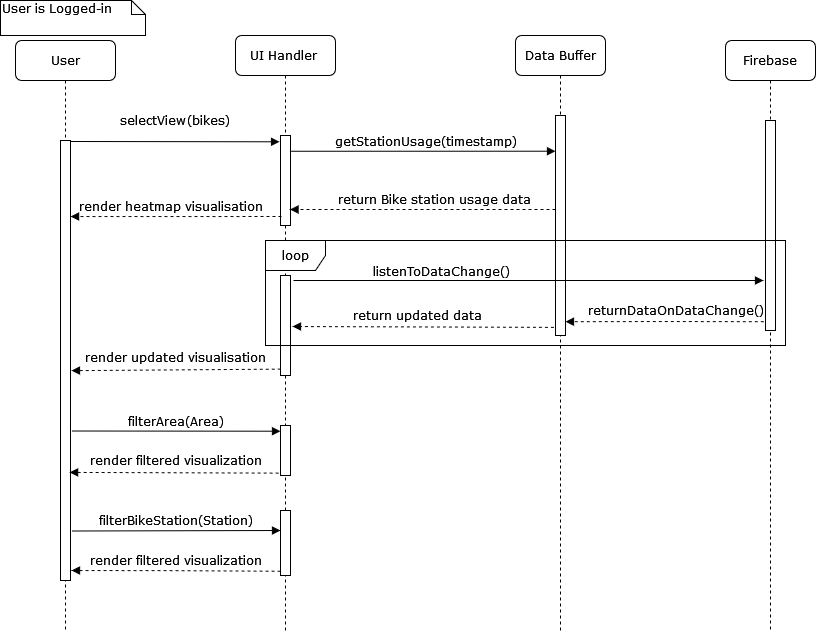 User is Logged-in
User
UI Handler
Data Buffer
Firebase
selectView(bikes)
getStationUsage(timestamp)
return Bike station usage data
render heatmap visualisation
loop
listenToDataChange()
returnDataOnDataChange()
return updated data
render updated visualisation
filterArea(Area)
render filtered visualization
filterBikeStation(Station)
render filtered visualization